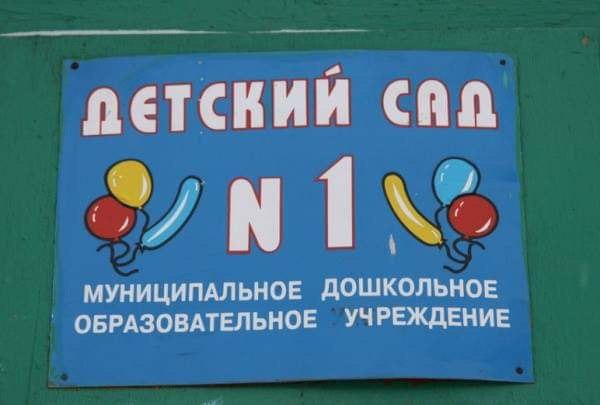 ДЕТСКИЙ САД
N 1
МУНИЦИПАЛЬНОЕ ДОШКОЛЬНОЕ
ОБРАЗОВАТЕЛЬНОЕ УЧРЕЖДЕНИЕ